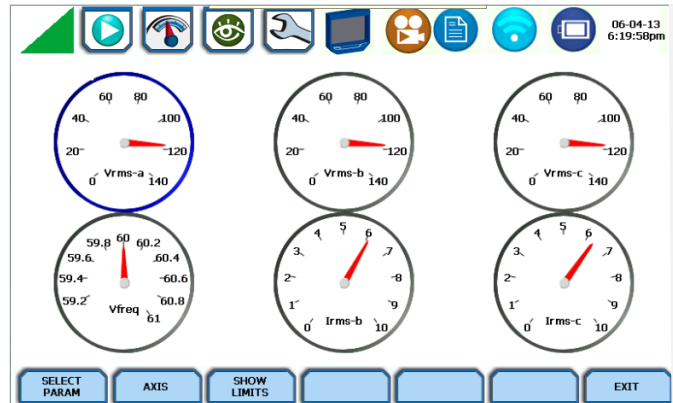 06-04-13
6:19:58pm
60 80
40 100
20 120
Vrms-a
0 140
60 80
40 100
20 120
Vrms-b
0 140
60 80
40 100
20 120
Vrms-c
0 140
59.8 60 60.2
59.6 60.4
59.4 60.6
59.2 60.8
Vfreq
61
4 5 6
3 7
2 8
1 9
Irms-b
0 10
4 5 6
3 7
2 8
1 9
Irms-c
0 10
SELECT
PARAM
AXIS
SHOW
LIMITS
EXIT